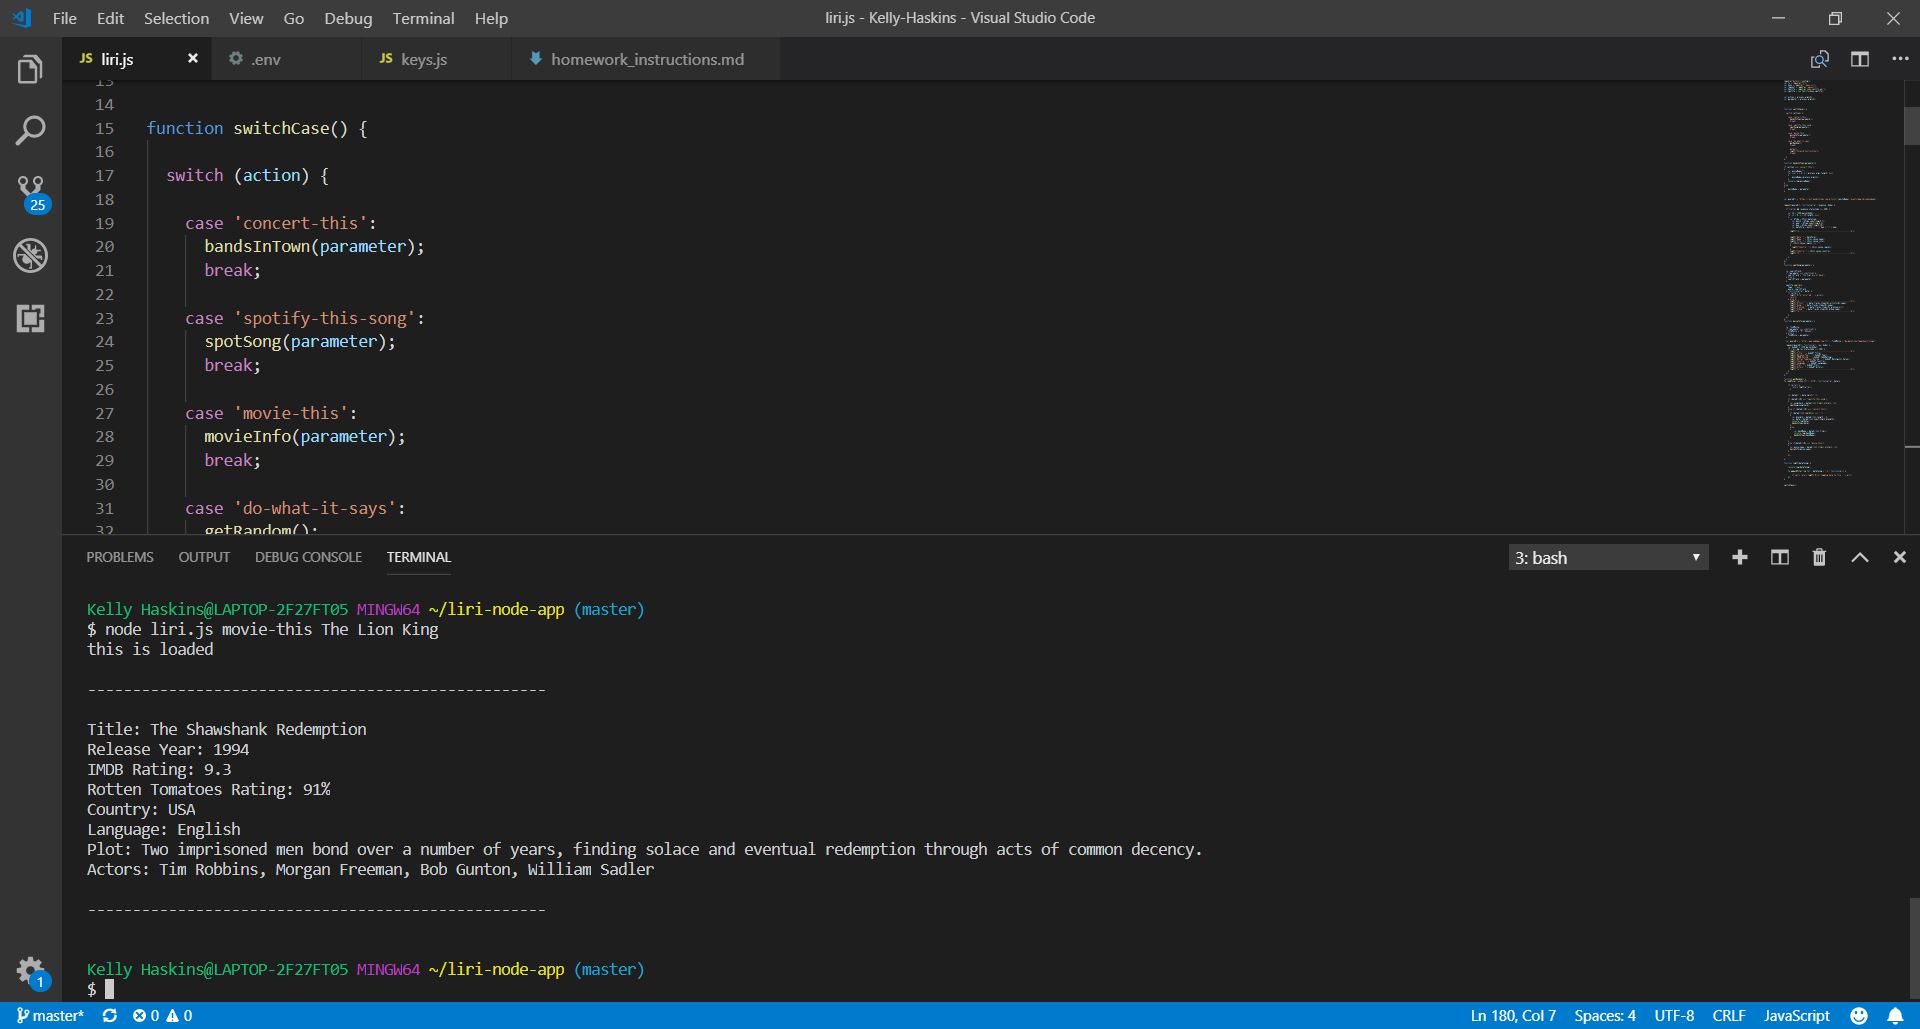 File Edit Selection View Go Debug Terminal Help
liri.js - Kelly-Haskins - Visual Studio Code
JS liri.js
.env
JS keys.js
homework_instructions.md
13
14
15 function switchCase() {
16
17 switch (action) {
18
19 case 'concert-this':
20 bandsInTown(parameter);
21 break;
22
23 case 'spotify-this-song':
24 spotSong(parameter);
25 break;
26
27 case 'movie-this':
28 movieInfo(parameter);
29 break;
30
31 case 'do-what-it-says':
32 getRandom();
25
PROBLEMS OUTPUT DEBUG CONSOLE TERMINAL
3: bash
Kelly Haskins@LAPTOP-2F27FT05 MINGW64 ~/liri-node-app (master)
$ node liri.js movie-this The Lion King
this is loaded
---------------------------------------------------
Title: The Shawshank Redemption
Release Year: 1994
IMDB Rating: 9.3
Rotten Tomatoes Rating: 91%
Country: USA
Language: English
Plot: Two imprisoned men bond over a number of years, finding solace and eventual redemption through acts of common decency.
Actors: Tim Robbins, Morgan Freeman, Bob Gunton, William Sadler
---------------------------------------------------
Kelly Haskins@LAPTOP-2F27FT05 MINGW64 ~/liri-node-app (master)
$
1
master* 0 0
Ln 180, Col 7 Spaces: 4 UTF-8 CRLF JavaScript